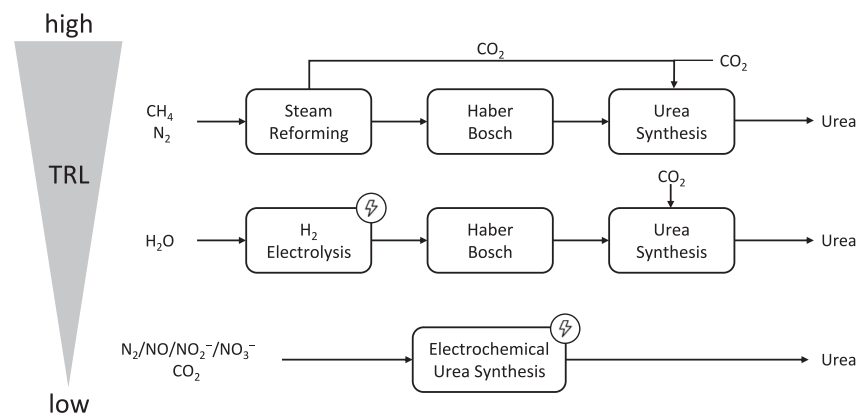 high
CO₂
CO₂
CH₄
N₂
Steam
Reforming
Haber
Bosch
Urea
Synthesis
Urea
TRL
CO₂
H₂O
H₂
Electrolysis
Haber
Bosch
Urea
Synthesis
Urea
N₂/NO/NO₂⁻/NO₃⁻
CO₂
Electrochemical
Urea Synthesis
Urea
low